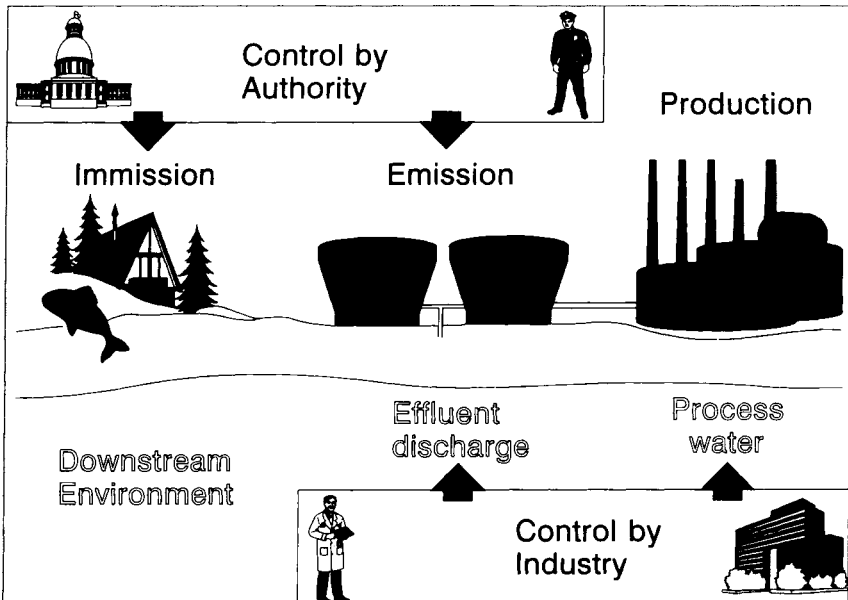 Control by
Authority
Production
Immission
Emission
Effluent
discharge
Process
water
Downstream
Environment
Control by
Industry